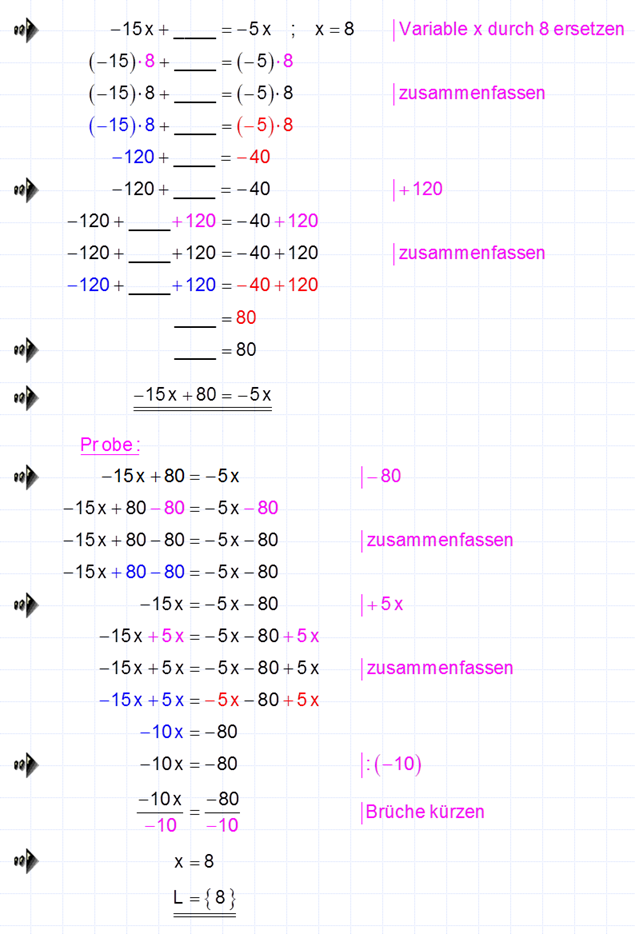 −15x + ____ = −5x ; x = 8 |Variable x durch 8 ersetzen
(−15)·8 + ____ = (−5)·8
(−15)·8 + ____ = (−5)·8 |zusammenfassen
(−15)·8 + ____ = (−5)·8
−120 + ____ = −40
−120 + ____ = −40 |+120
−120 + ____ +120 = −40 +120
−120 + ____ +120 = −40 +120 |zusammenfassen
−120 + ____ +120 = −40 +120
____ = 80
____ = 80
−15x + 80 = −5x
Probe:
−15x + 80 = −5x |−80
−15x + 80 − 80 = −5x − 80
−15x + 80 − 80 = −5x − 80 |zusammenfassen
−15x + 80 − 80 = −5x − 80
−15x = −5x − 80 |+5x
−15x + 5x = −5x − 80 + 5x
−15x + 5x = −5x − 80 + 5x |zusammenfassen
−15x + 5x = −5x − 80 + 5x
−10x = −80
−10x = −80 |:(−10)
−10x/−10 = −80/−10 |Brüche kürzen
x = 8
L = {8}